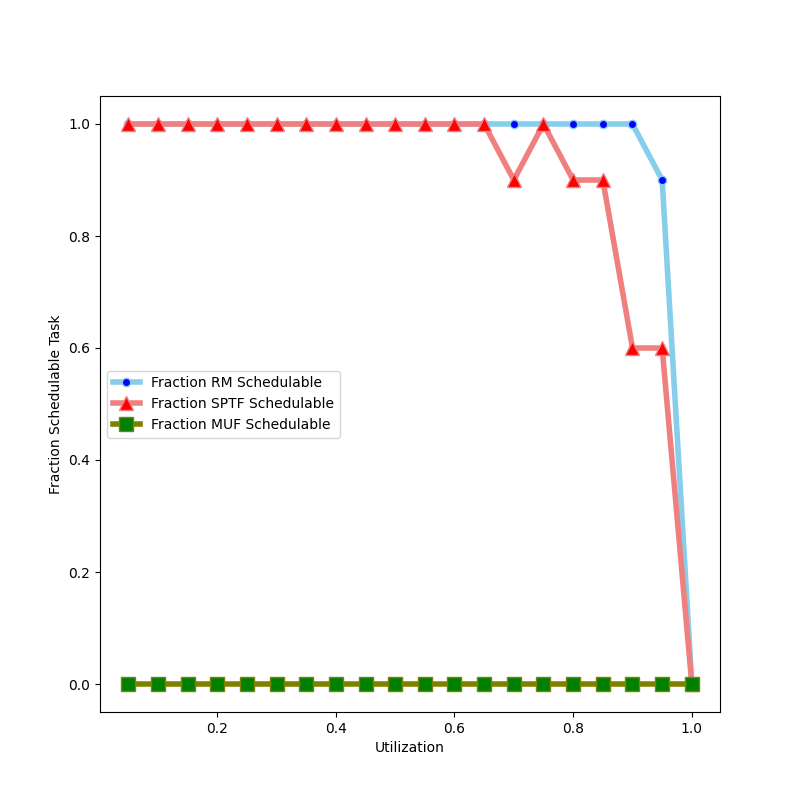 1.0
0.8
0.6
0.4
0.2
0.0
Fraction Schedulable Task
Fraction RM Schedulable
Fraction SPTF Schedulable
Fraction MUF Schedulable
0.2 0.4 0.6 0.8 1.0
Utilization